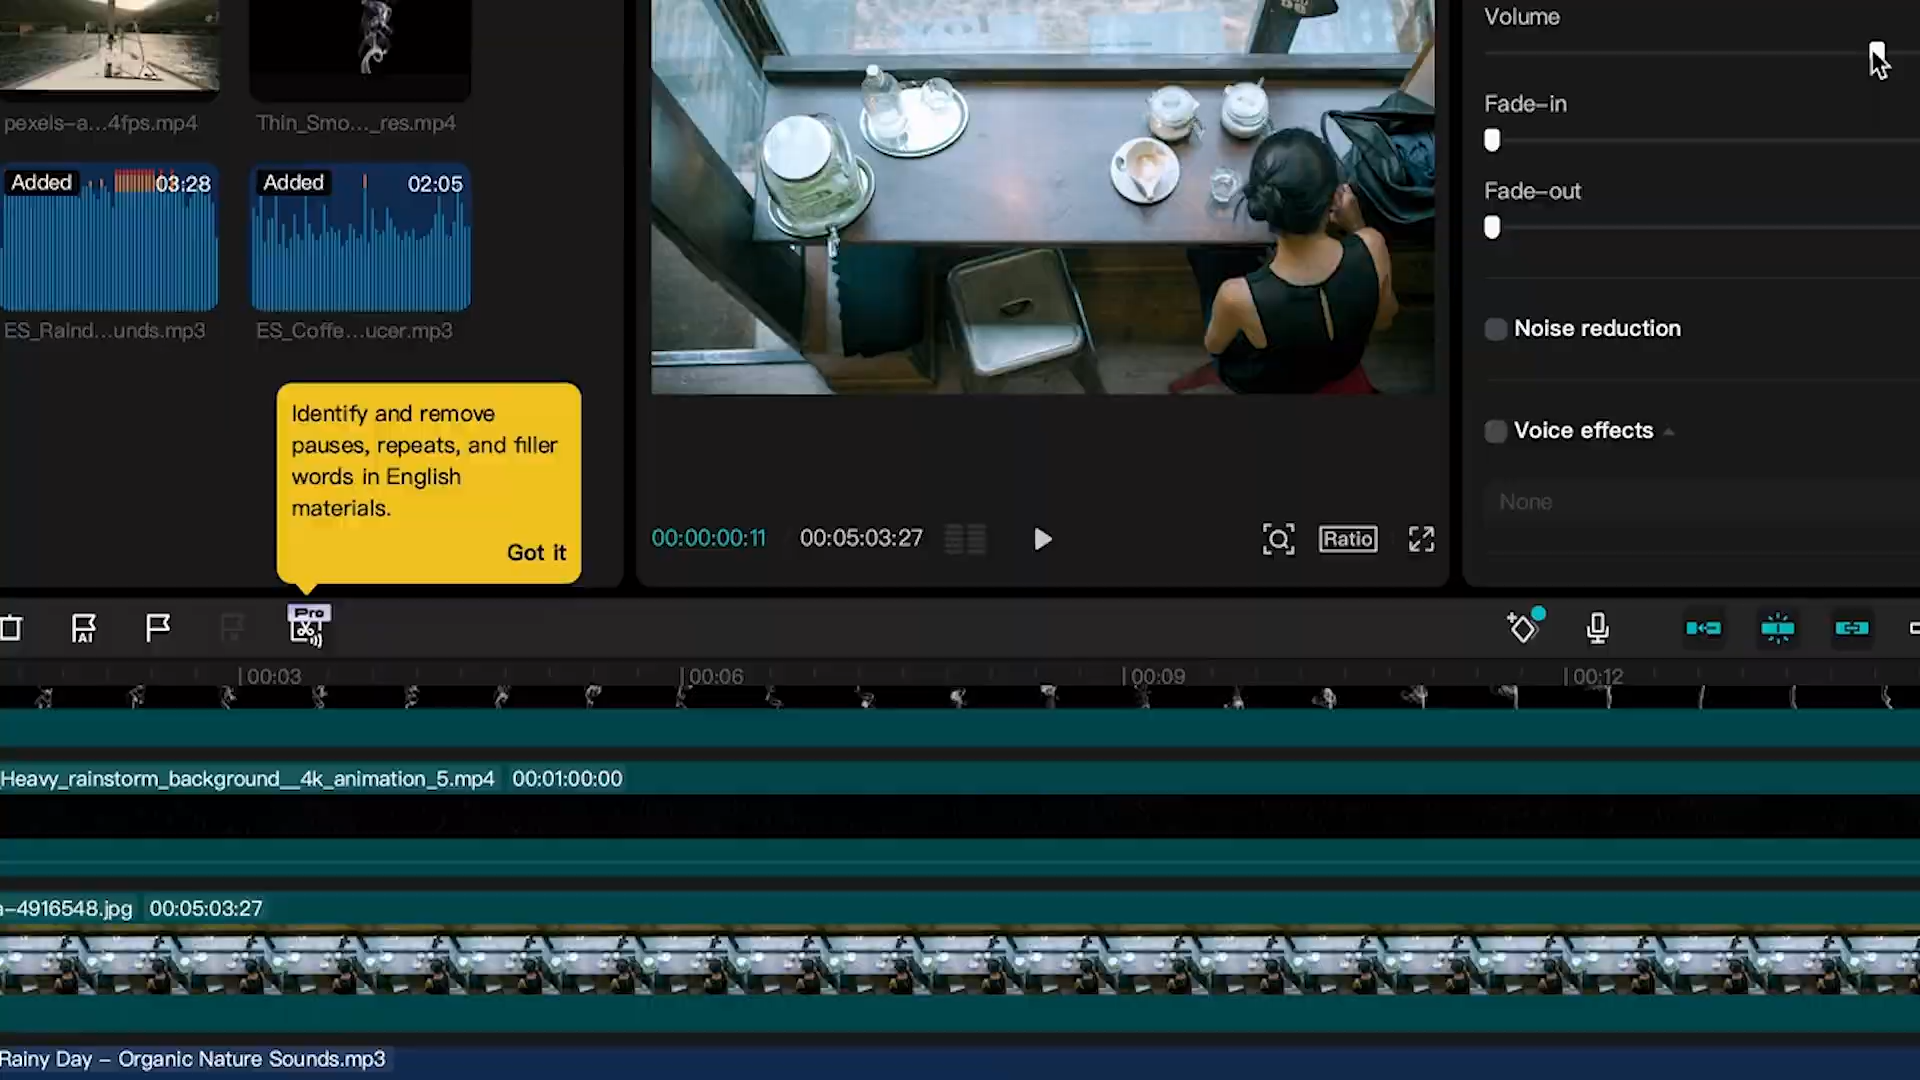 Volume
pexels-a...4fps.mp4
Thin_Smo..._res.mp4
Fade-in
Added
03:28
Added
02:05
Fade-out
ES_RaInd...unds.mp3
ES_Coffe...ucer.mp3
Noise reduction
Identify and remove
pauses, repeats, and filler
words in English
materials.
Got it
Voice effects
None
00:00:00:11
00:05:03:27
Ratio
Pro
AI
00:03
00:06
00:09
00:12
Heavy_rainstorm_background__4k_animation_5.mp4 00:01:00:00
a-4916548.jpg 00:05:03:27
Rainy Day - Organic Nature Sounds.mp3